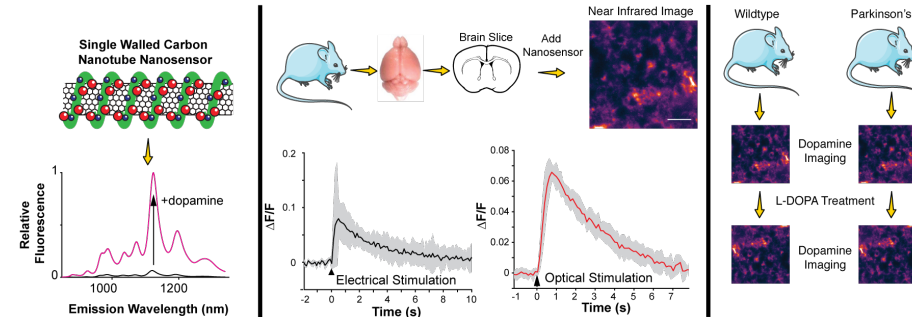 Single Walled Carbon
Nanotube Nanosensor
1
+dopamine
0
Relative
Fluorescence
1000
1200
Emission Wavelength (nm)
Brain Slice
Add
Nanosensor
Near Infrared Image
0.2
0.1
0
ΔF/F
Electrical Stimulation
-2 0 2 4 6 8 10
Time (s)
0.08
0.06
0.04
0.02
0
ΔF/F
Optical Stimulation
-1 0 1 2 3 4 5 6 7
Time (s)
Wildtype
Parkinson's
Dopamine
Imaging
L-DOPA Treatment
Dopamine
Imaging